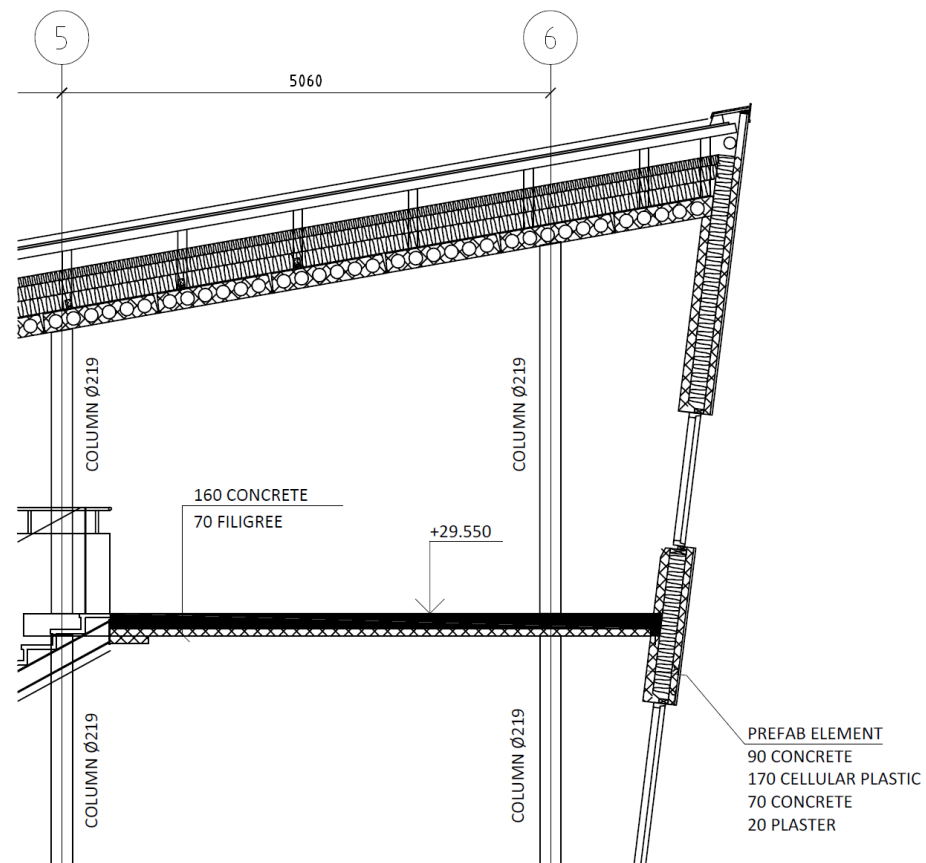 5
6
5060
COLUMN Ø219
COLUMN Ø219
160 CONCRETE
70 FILIGREE
+29.550
COLUMN Ø219
COLUMN Ø219
PREFAB ELEMENT
90 CONCRETE
170 CELLULAR PLASTIC
70 CONCRETE
20 PLASTER